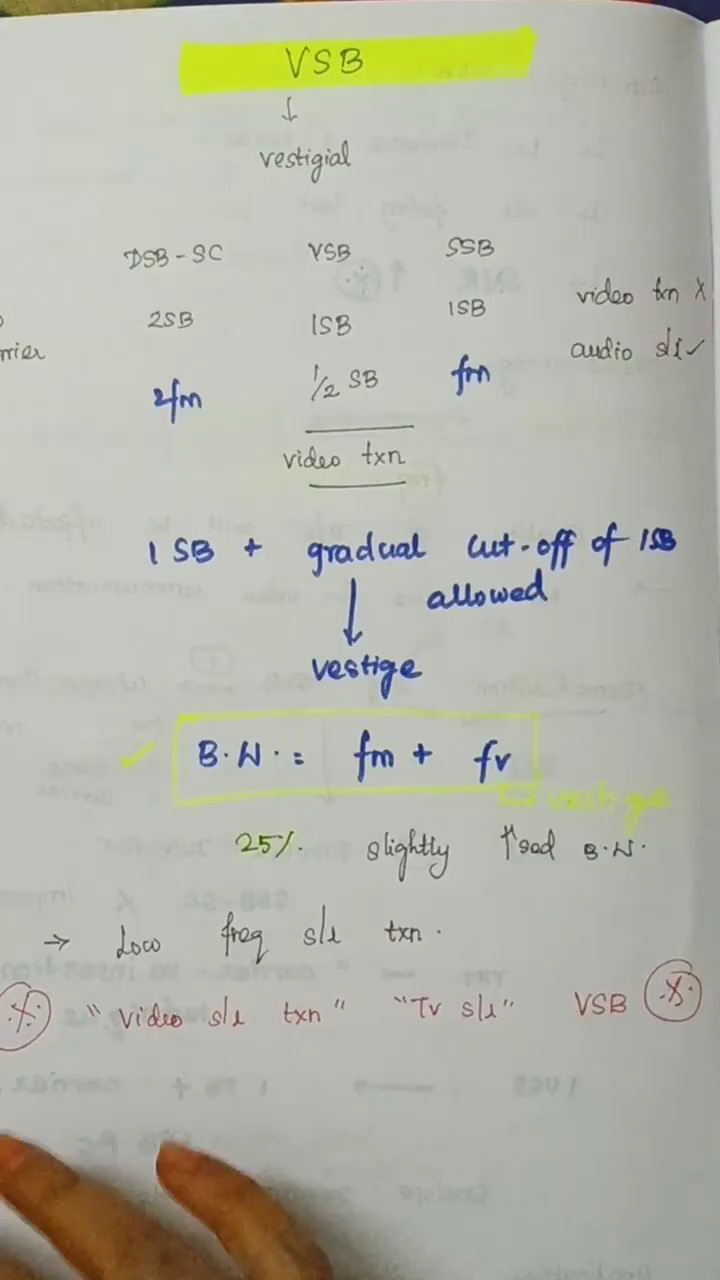 VSB
↓
vestigial
DSB-SC VSB SSB
2SB 1SB 1SB video txn X
rrier audio s/l ✓
2fm 1/2 SB fm
video txn
1 SB + gradual cut-off of 1SB
allowed
↓
vestige
✓ B.W. = fm + fv
vestige
25% slightly ↑sed B.W.
→ Low freq s/l txn.
"video s/l txn" "Tv s/l" VSB